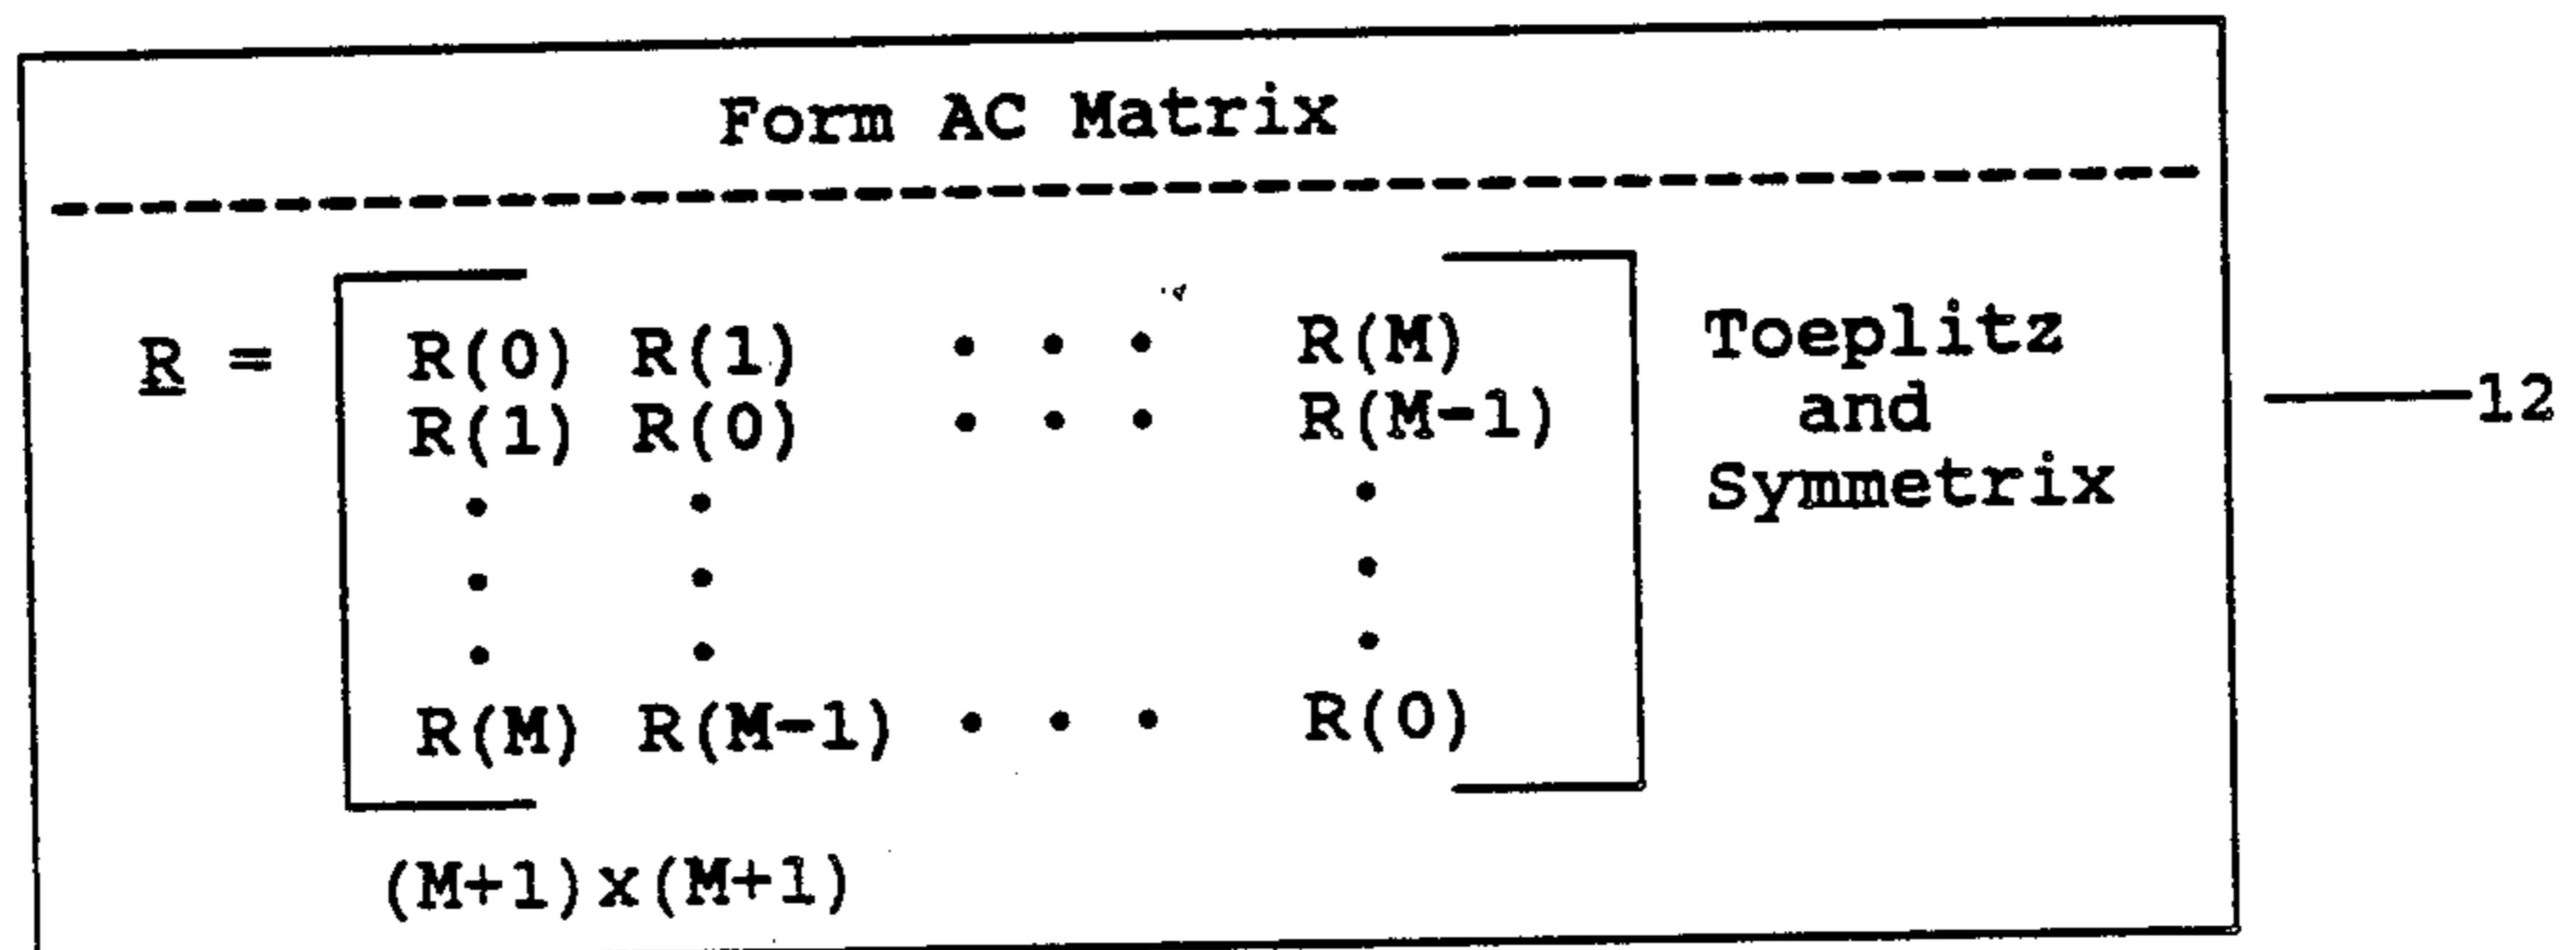 Form AC Matrix
R = R(0) R(1) • • • R(M) Toeplitz
R(1) R(0) • • • R(M-1) and
• • • Symmetrix
• • •
• • •
R(M) R(M-1) • • • R(0)
(M+1)x(M+1)
12